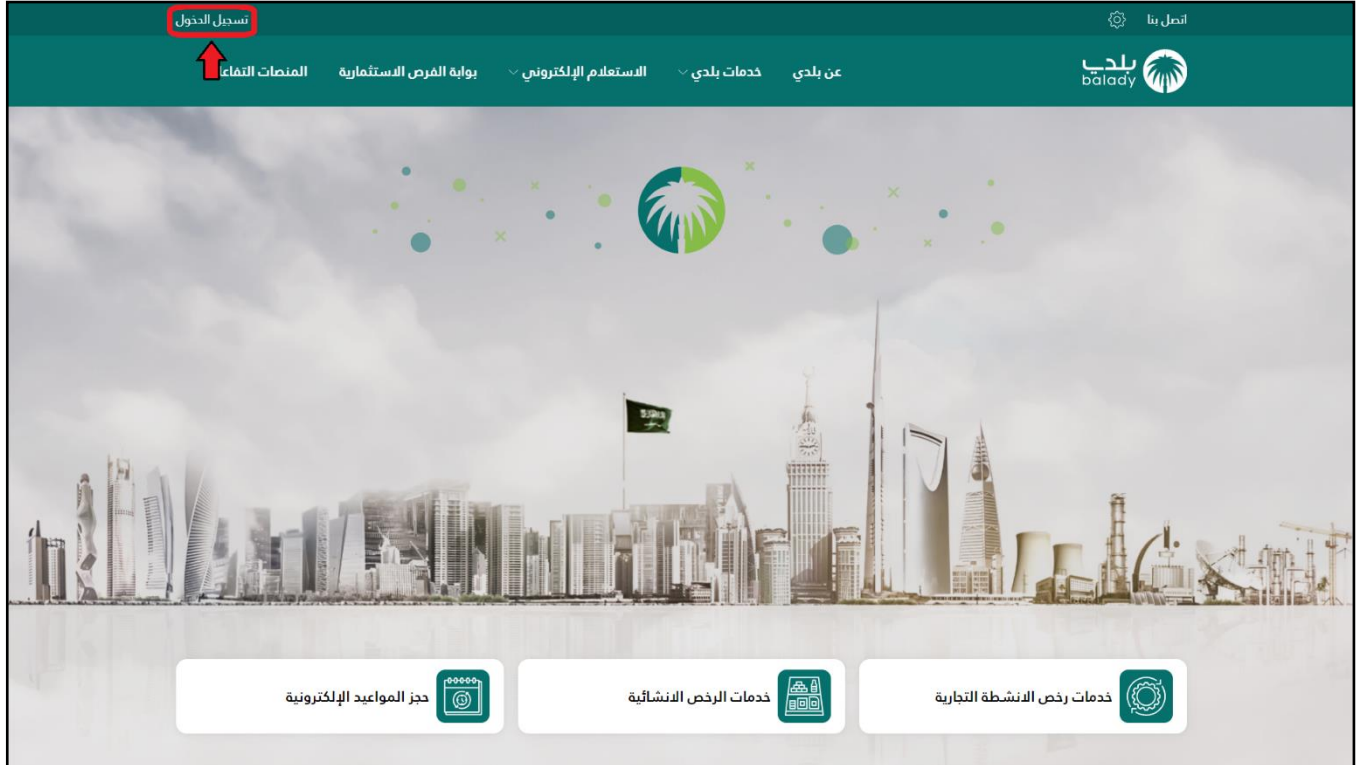 اتصل بنا
تسجيل الدخول
بلدي
balady
عن بلدي
خدمات بلدي
الاستعلام الإلكتروني
بوابة الفرص الاستثمارية
المنصات
خدمات رخص الانشطة التجارية
خدمات الرخص الانشائية
حجز المواعيد الإلكترونية